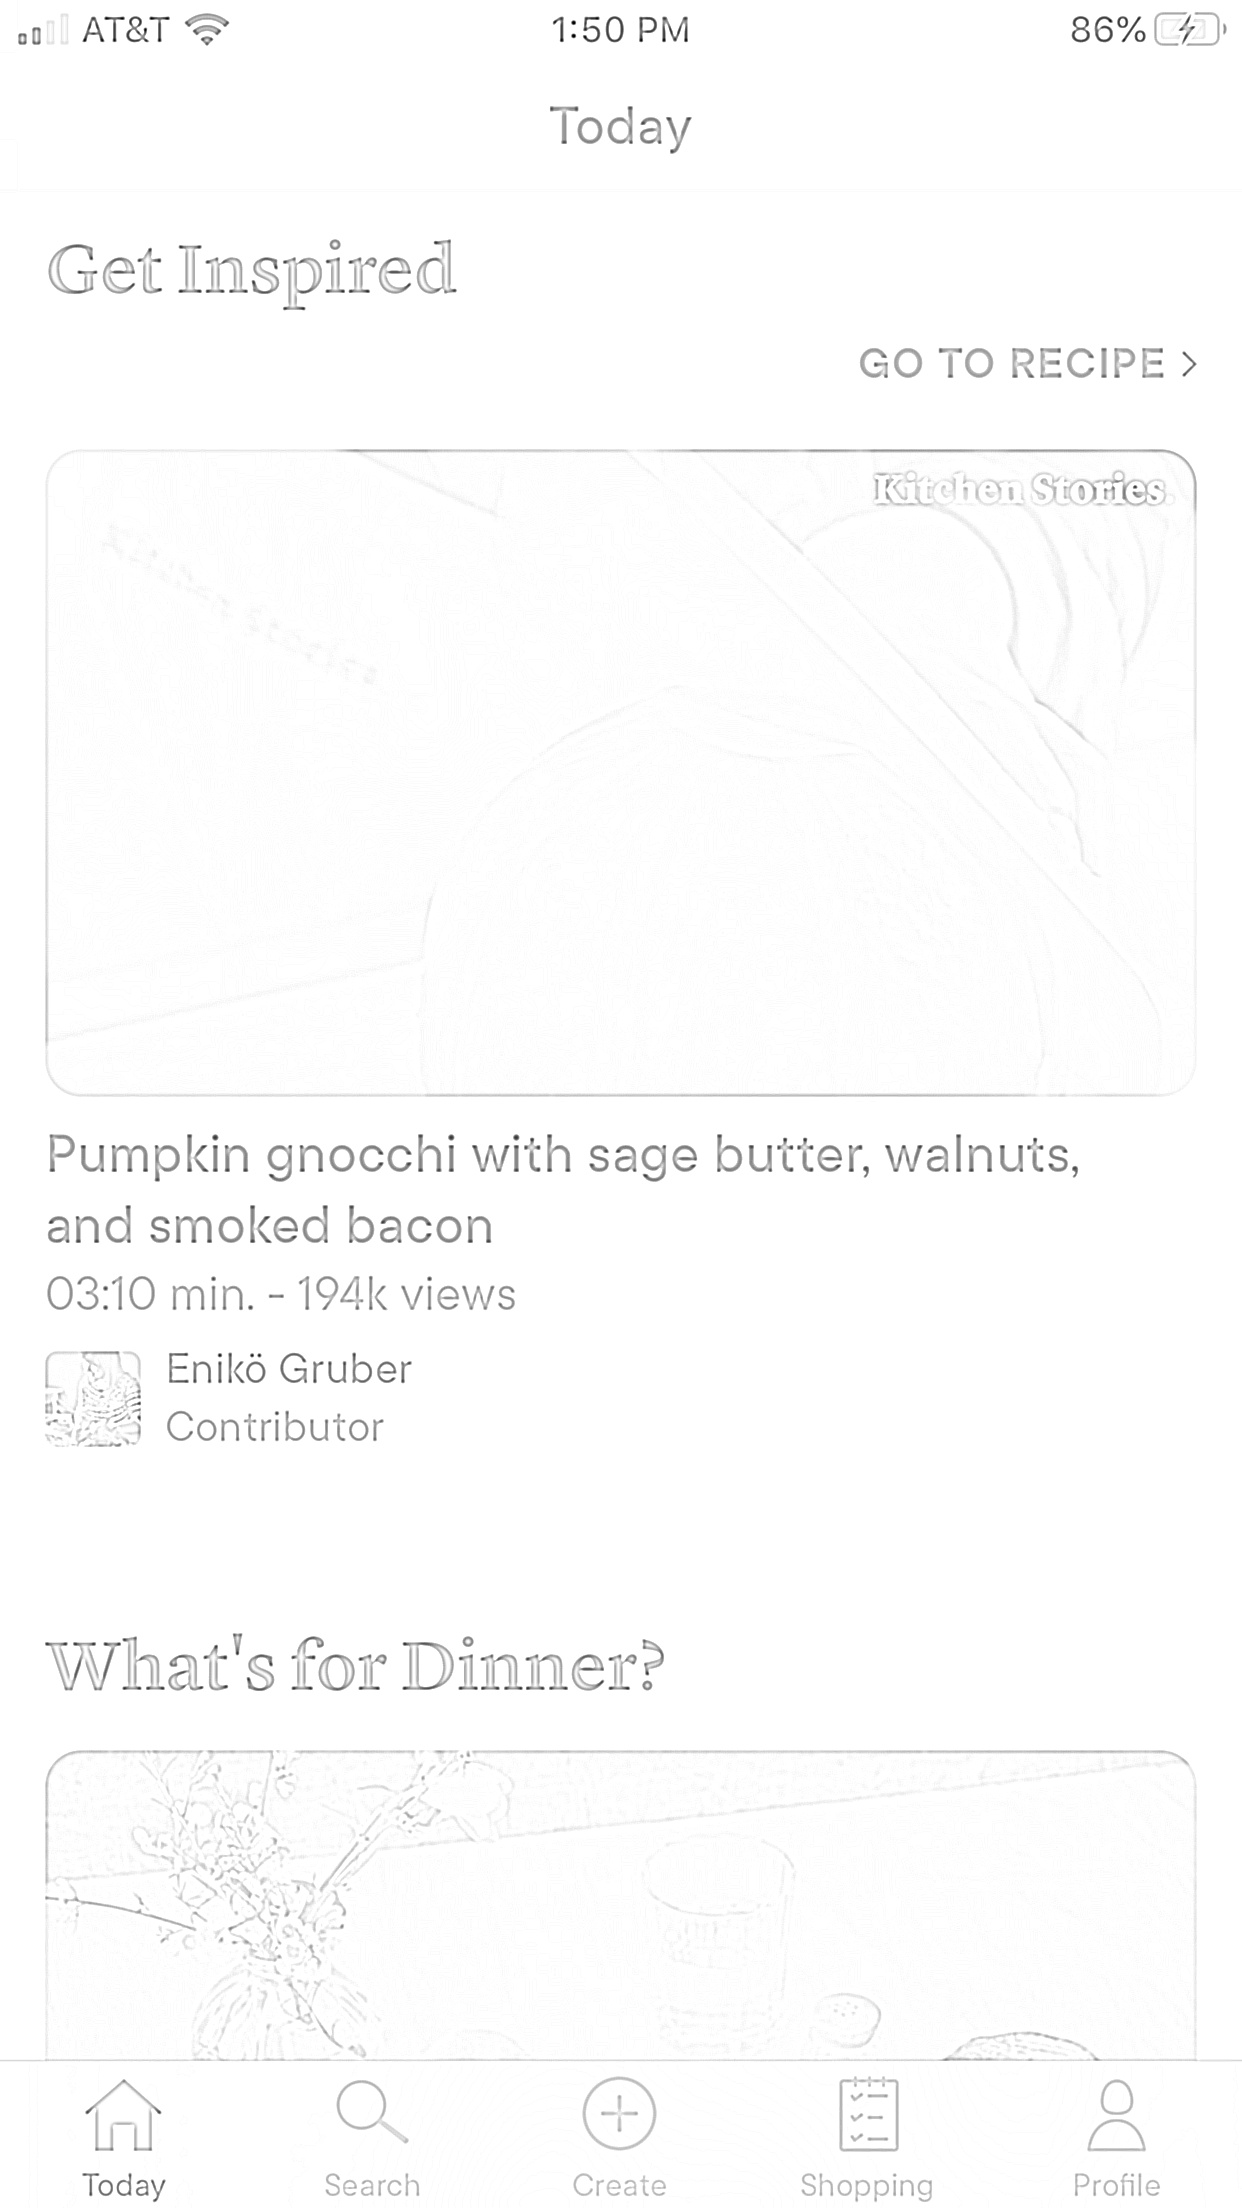 AT&T 1:50 PM 86%
Today
Get Inspired
GO TO RECIPE >
Kitchen Stories
Kitchen Stories
Pumpkin gnocchi with sage butter, walnuts,
and smoked bacon
03:10 min. - 194k views
Enikö Gruber
Contributor
What's for Dinner?
Today Search Create Shopping Profile